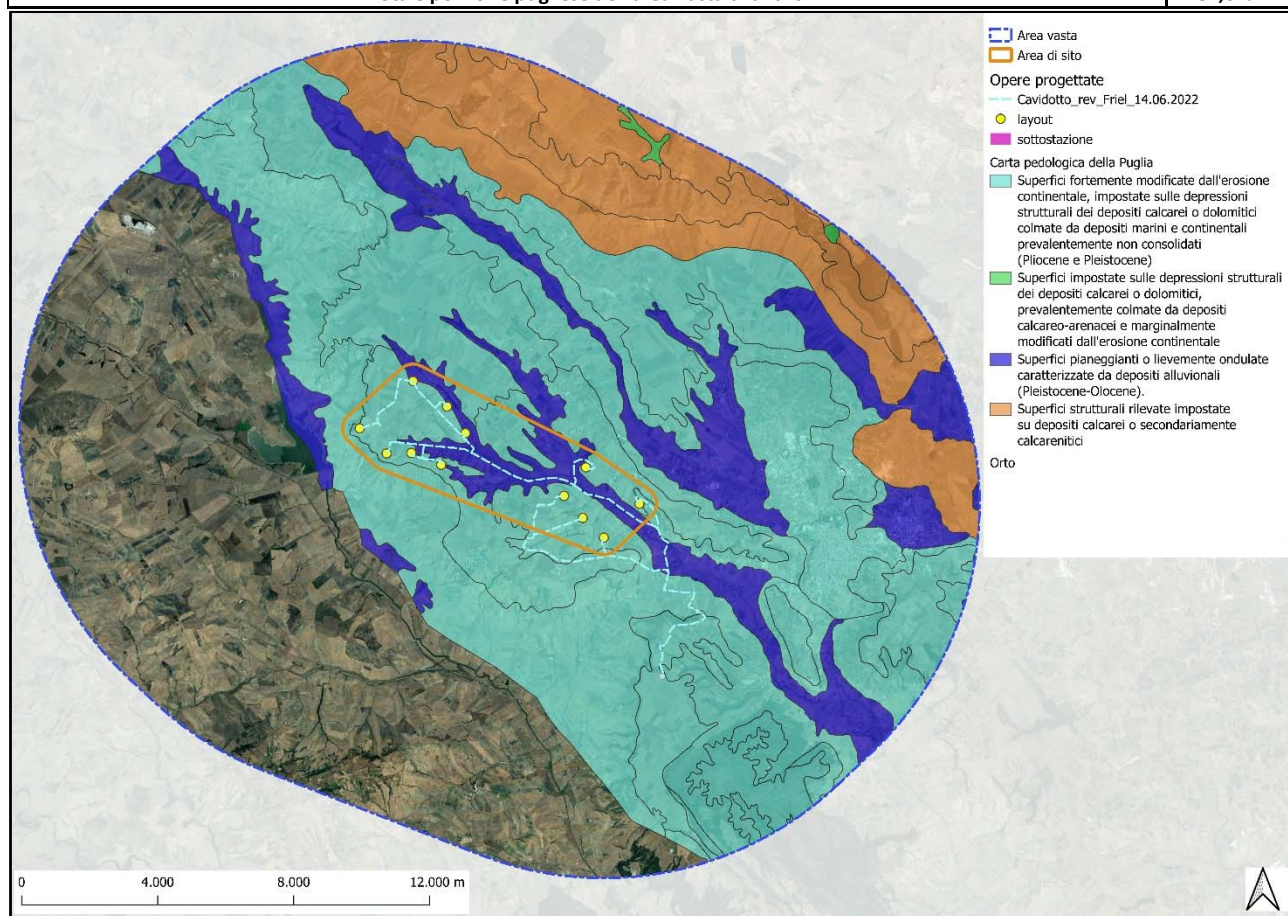 Area vasta
Area di sito
Opere progettate
Cavidotto_rev_Friel_14.06.2022
layout
sottostazione
Carta pedologica della Puglia
Superfici fortemente modificate dall'erosione
continentale, impostate sulle depressioni
strutturali dei depositi calcarei o dolomitici
colmate da depositi marini e continentali
prevalentemente non consolidati
(Pliocene e Pleistocene)
Superfici impostate sulle depressioni strutturali
dei depositi calcarei o dolomitici,
prevalentemente colmate da depositi
calcareo-arenacei e marginalmente
modificati dall'erosione continentale
Superfici pianeggianti o lievemente ondulate
caratterizzate da depositi alluvionali
(Pleistocene-Olocene).
Superfici strutturali rilevate impostate
su depositi calcarei o secondariamente
calcarenitici
Orto
0 4.000 8.000 12.000 m